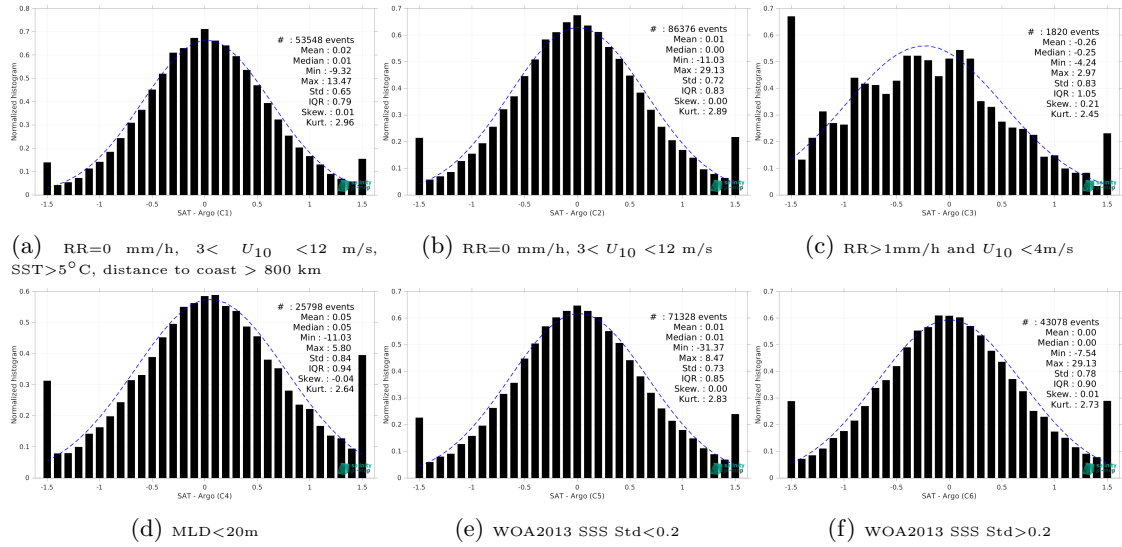 0.8
0.7
0.6
0.5
0.4
0.3
0.2
0.1
0
Normalized histogram
# : 53548 events
Mean : 0.02
Median : 0.01
Min : -9.32
Max : 13.47
Std : 0.65
IQR : 0.79
Skew. : 0.01
Kurt. : 2.96
-1.5 -1 -0.5 0 0.5 1 1.5
SAT - Argo (C1)
(a) RR=0 mm/h, 3< U10 <12 m/s,
SST>5°C, distance to coast > 800 km
0.7
0.6
0.5
0.4
0.3
0.2
0.1
0
Normalized histogram
# : 86376 events
Mean : 0.01
Median : 0.00
Min : -11.03
Max : 29.13
Std : 0.72
IQR : 0.83
Skew. : 0.00
Kurt. : 2.89
-1.5 -1 -0.5 0 0.5 1 1.5
SAT - Argo (C2)
(b) RR=0 mm/h, 3< U10 <12 m/s
0.7
0.6
0.5
0.4
0.3
0.2
0.1
0
Normalized histogram
# : 1820 events
Mean : -0.26
Median : -0.25
Min : -4.24
Max : 2.97
Std : 0.83
IQR : 1.05
Skew. : 0.21
Kurt. : 2.45
-1.5 -1 -0.5 0 0.5 1 1.5
SAT - Argo (C3)
(c) RR>1mm/h and U10 <4m/s
0.6
0.5
0.4
0.3
0.2
0.1
0
Normalized histogram
# : 25798 events
Mean : 0.05
Median : 0.05
Min : -11.03
Max : 5.80
Std : 0.84
IQR : 0.94
Skew. : -0.04
Kurt. : 2.64
-1.5 -1 -0.5 0 0.5 1 1.5
SAT - Argo (C4)
(d) MLD<20m
0.7
0.6
0.5
0.4
0.3
0.2
0.1
0
Normalized histogram
# : 71328 events
Mean : 0.01
Median : 0.01
Min : -31.37
Max : 8.47
Std : 0.73
IQR : 0.85
Skew. : 0.00
Kurt. : 2.83
-1.5 -1 -0.5 0 0.5 1 1.5
SAT - Argo (C5)
(e) WOA2013 SSS Std<0.2
0.7
0.6
0.5
0.4
0.3
0.2
0.1
0
Normalized histogram
# : 43078 events
Mean : 0.00
Median : 0.00
Min : -7.54
Max : 29.13
Std : 0.78
IQR : 0.90
Skew. : 0.01
Kurt. : 2.73
-1.5 -1 -0.5 0 0.5 1 1.5
SAT - Argo (C6)
(f) WOA2013 SSS Std>0.2